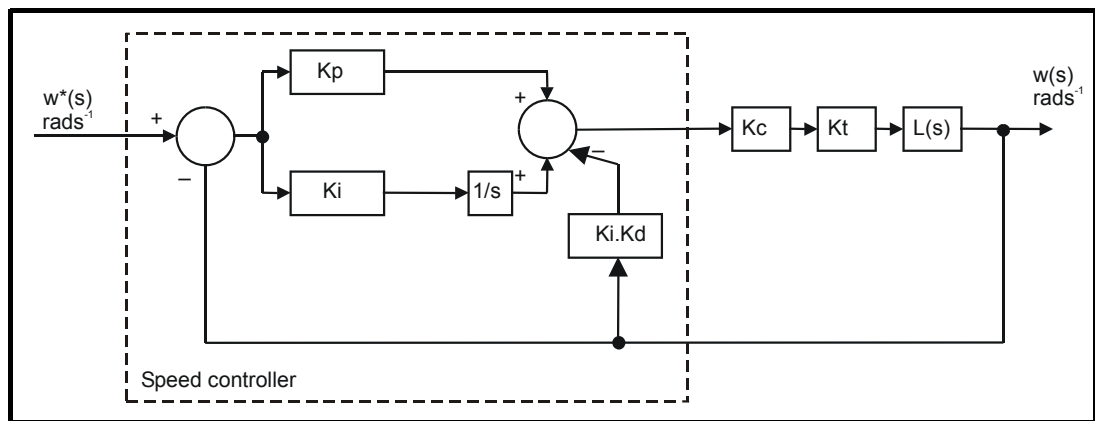 w*(s)
rads⁻¹
+
−
Kp
Ki
1/s
+
+
−
Ki.Kd
Kc
Kt
L(s)
w(s)
rads⁻¹
Speed controller